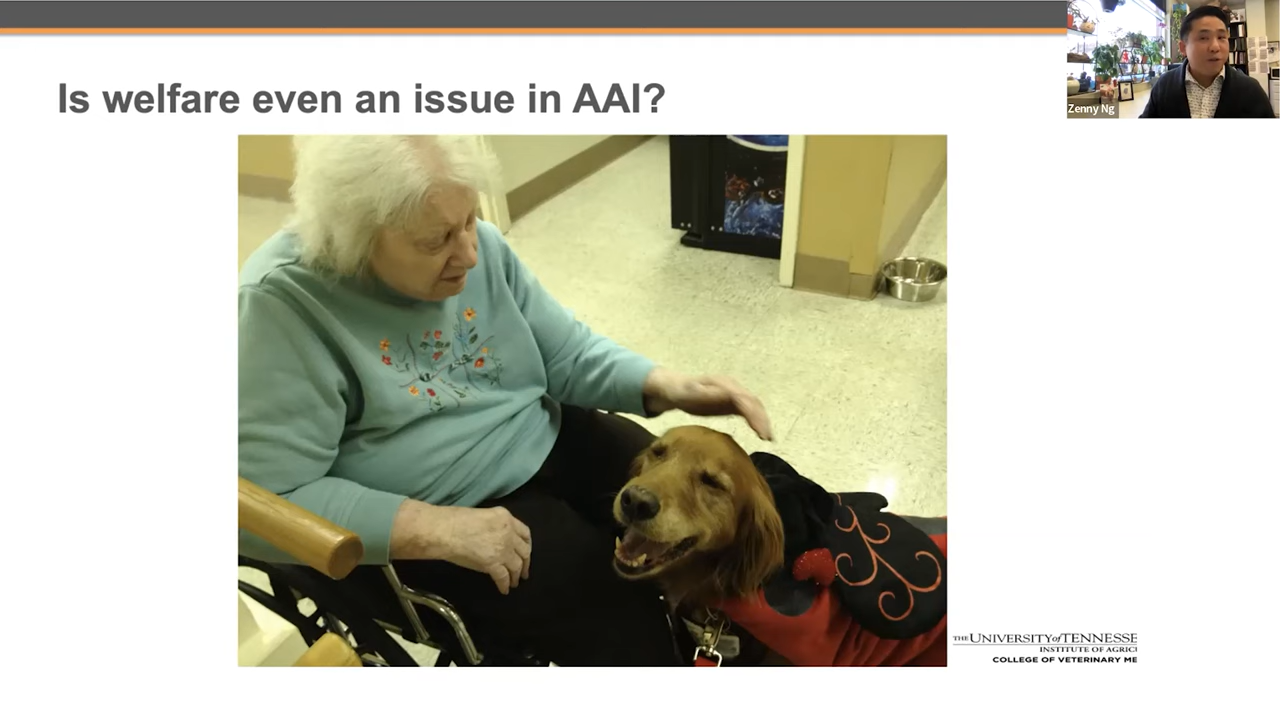 Is welfare even an issue in AAI?
Zenny Ng
THE UNIVERSITY of TENNESSE
INSTITUTE OF AGRIC
COLLEGE OF VETERINARY ME